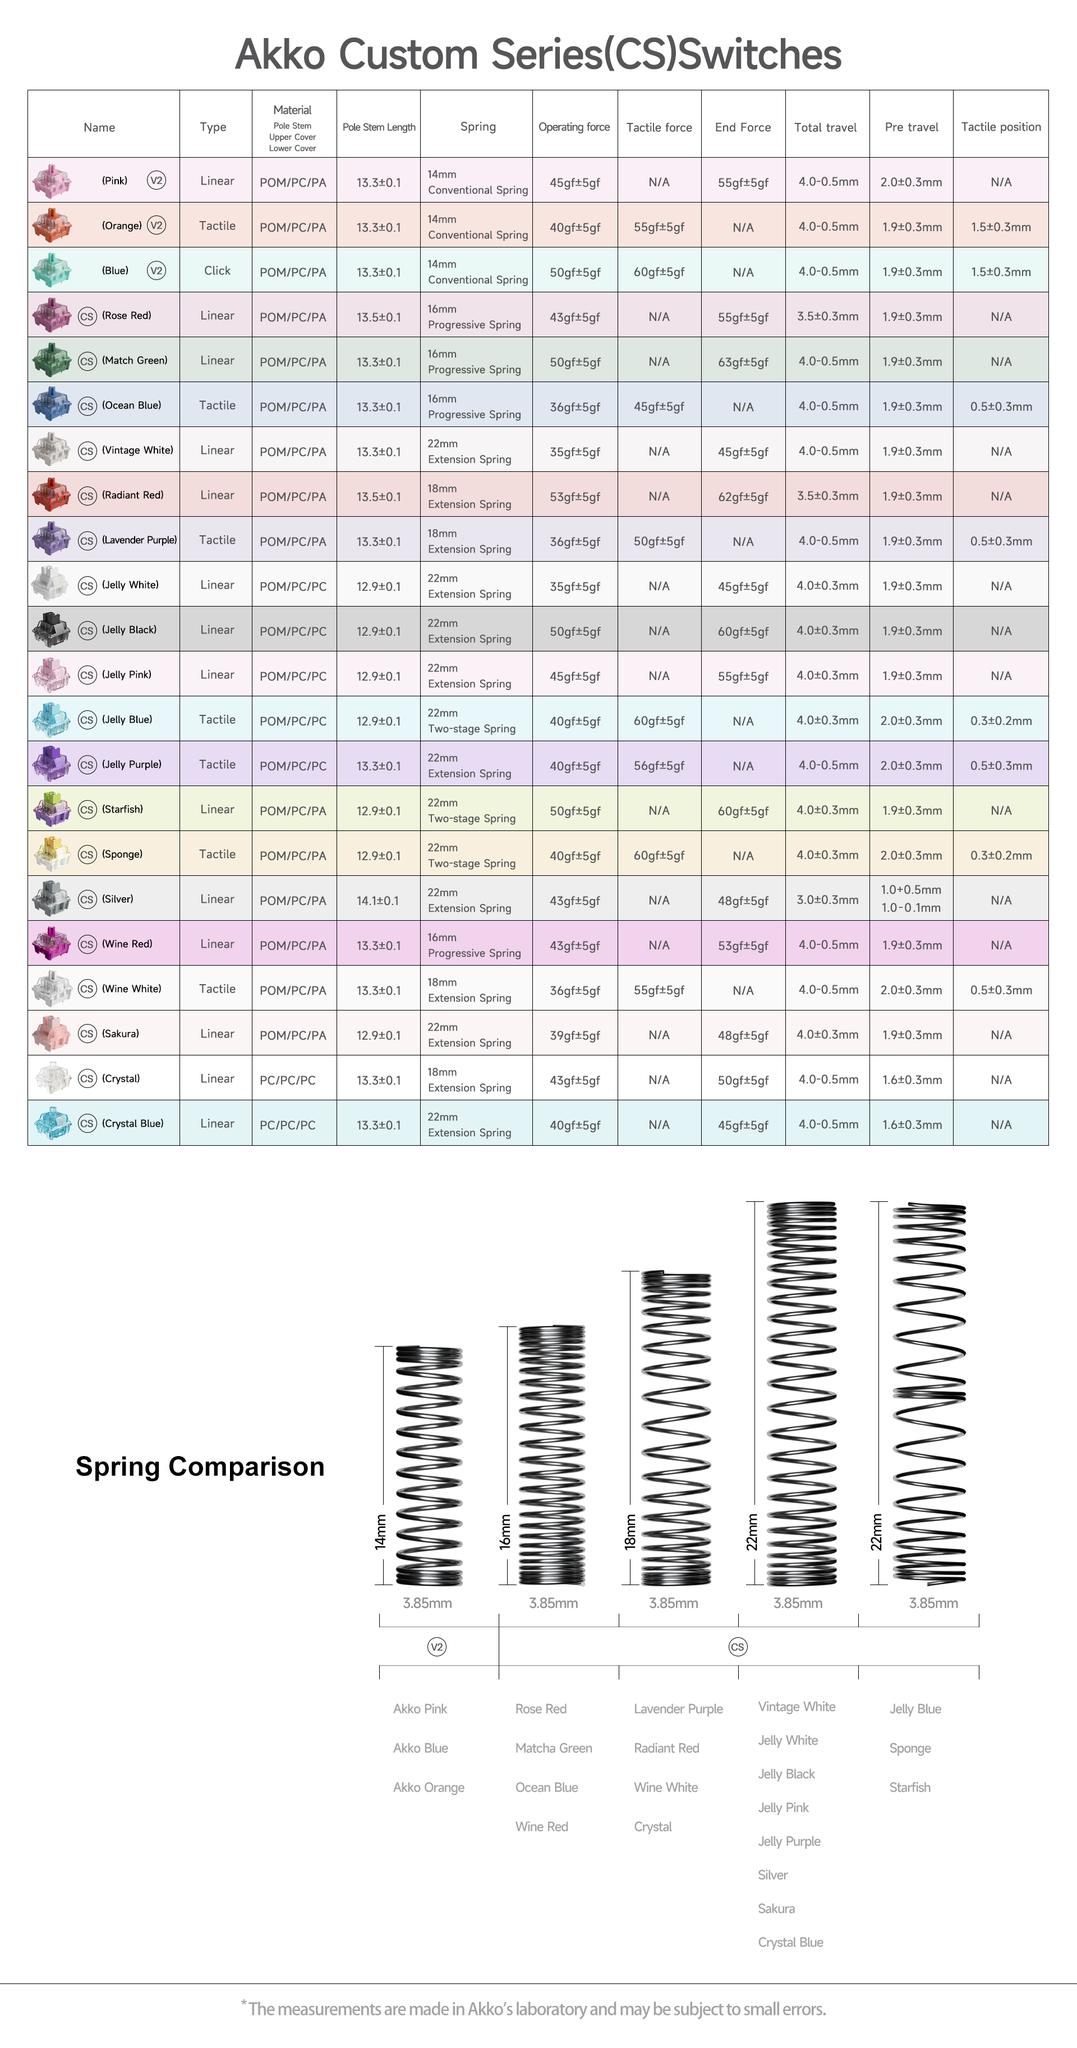 Akko Custom Series(CS)Switches
Name Type Material Pole Stem Upper Cover Lower Cover Pole Stem Length Spring Operating force Tactile force End Force Total travel Pre travel Tactile position
(Pink) V2 Linear POM/PC/PA 13.3±0.1 14mm Conventional Spring 45gf±5gf N/A 55gf±5gf 4.0-0.5mm 2.0±0.3mm N/A
(Orange) V2 Tactile POM/PC/PA 13.3±0.1 14mm Conventional Spring 40gf±5gf 55gf±5gf N/A 4.0-0.5mm 1.9±0.3mm 1.5±0.3mm
(Blue) V2 Click POM/PC/PA 13.3±0.1 14mm Conventional Spring 50gf±5gf 60gf±5gf N/A 4.0-0.5mm 1.9±0.3mm 1.5±0.3mm
CS (Rose Red) Linear POM/PC/PA 13.5±0.1 16mm Progressive Spring 43gf±5gf N/A 55gf±5gf 3.5±0.3mm 1.9±0.3mm N/A
CS (Match Green) Linear POM/PC/PA 13.3±0.1 16mm Progressive Spring 50gf±5gf N/A 63gf±5gf 4.0-0.5mm 1.9±0.3mm N/A
CS (Ocean Blue) Tactile POM/PC/PA 13.3±0.1 16mm Progressive Spring 36gf±5gf 45gf±5gf N/A 4.0-0.5mm 1.9±0.3mm 0.5±0.3mm
CS (Vintage White) Linear POM/PC/PA 13.3±0.1 22mm Extension Spring 35gf±5gf N/A 45gf±5gf 4.0-0.5mm 1.9±0.3mm N/A
CS (Radiant Red) Linear POM/PC/PA 13.5±0.1 18mm Extension Spring 53gf±5gf N/A 62gf±5gf 3.5±0.3mm 1.9±0.3mm N/A
CS (Lavender Purple) Tactile POM/PC/PA 13.3±0.1 18mm Extension Spring 36gf±5gf 50gf±5gf N/A 4.0-0.5mm 1.9±0.3mm 0.5±0.3mm
CS (Jelly White) Linear POM/PC/PC 12.9±0.1 22mm Extension Spring 35gf±5gf N/A 45gf±5gf 4.0±0.3mm 1.9±0.3mm N/A
CS (Jelly Black) Linear POM/PC/PC 12.9±0.1 22mm Extension Spring 50gf±5gf N/A 60gf±5gf 4.0±0.3mm 1.9±0.3mm N/A
CS (Jelly Pink) Linear POM/PC/PC 12.9±0.1 22mm Extension Spring 45gf±5gf N/A 55gf±5gf 4.0±0.3mm 1.9±0.3mm N/A
CS (Jelly Blue) Tactile POM/PC/PC 12.9±0.1 22mm Two-stage Spring 40gf±5gf 60gf±5gf N/A 4.0±0.3mm 2.0±0.3mm 0.3±0.2mm
CS (Jelly Purple) Tactile POM/PC/PC 13.3±0.1 22mm Extension Spring 40gf±5gf 56gf±5gf N/A 4.0-0.5mm 2.0±0.3mm 0.5±0.3mm
CS (Starfish) Linear POM/PC/PA 12.9±0.1 22mm Two-stage Spring 50gf±5gf N/A 60gf±5gf 4.0±0.3mm 1.9±0.3mm N/A
CS (Sponge) Tactile POM/PC/PA 12.9±0.1 22mm Two-stage Spring 40gf±5gf 60gf±5gf N/A 4.0±0.3mm 2.0±0.3mm 0.3±0.2mm
CS (Silver) Linear POM/PC/PA 14.1±0.1 22mm Extension Spring 43gf±5gf N/A 48gf±5gf 3.0±0.3mm 1.0+0.5mm 1.0-0.1mm N/A
CS (Wine Red) Linear POM/PC/PA 13.3±0.1 16mm Progressive Spring 43gf±5gf N/A 53gf±5gf 4.0-0.5mm 1.9±0.3mm N/A
CS (Wine White) Tactile POM/PC/PA 13.3±0.1 18mm Extension Spring 36gf±5gf 55gf±5gf N/A 4.0-0.5mm 2.0±0.3mm 0.5±0.3mm
CS (Sakura) Linear POM/PC/PA 12.9±0.1 22mm Extension Spring 39gf±5gf N/A 48gf±5gf 4.0±0.3mm 1.9±0.3mm N/A
CS (Crystal) Linear PC/PC/PC 13.3±0.1 18mm Extension Spring 43gf±5gf N/A 50gf±5gf 4.0-0.5mm 1.6±0.3mm N/A
CS (Crystal Blue) Linear PC/PC/PC 13.3±0.1 22mm Extension Spring 40gf±5gf N/A 45gf±5gf 4.0-0.5mm 1.6±0.3mm N/A
Spring Comparison
14mm 16mm 18mm 22mm 22mm
3.85mm 3.85mm 3.85mm 3.85mm 3.85mm
V2 CS
Akko Pink
Akko Blue
Akko Orange
Rose Red
Matcha Green
Ocean Blue
Wine Red
Lavender Purple
Radiant Red
Wine White
Crystal
Vintage White
Jelly White
Jelly Black
Jelly Pink
Jelly Purple
Silver
Sakura
Crystal Blue
Jelly Blue
Sponge
Starfish
*The measurements are made in Akko's laboratory and may be subject to small errors.